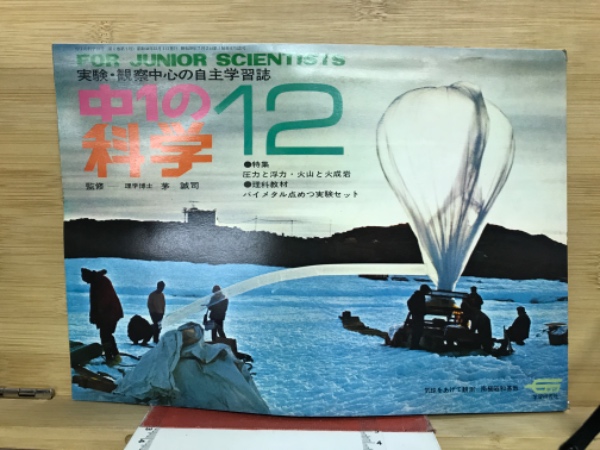 FOR JUNIOR SCIENTISTS
実験・観察中心の自主学習誌
中1の
科学
12
監修 理学博士 茅 誠司
●特集
圧力と浮力・火山と火成岩
●理科教材
バイメタル点めつ実験セット